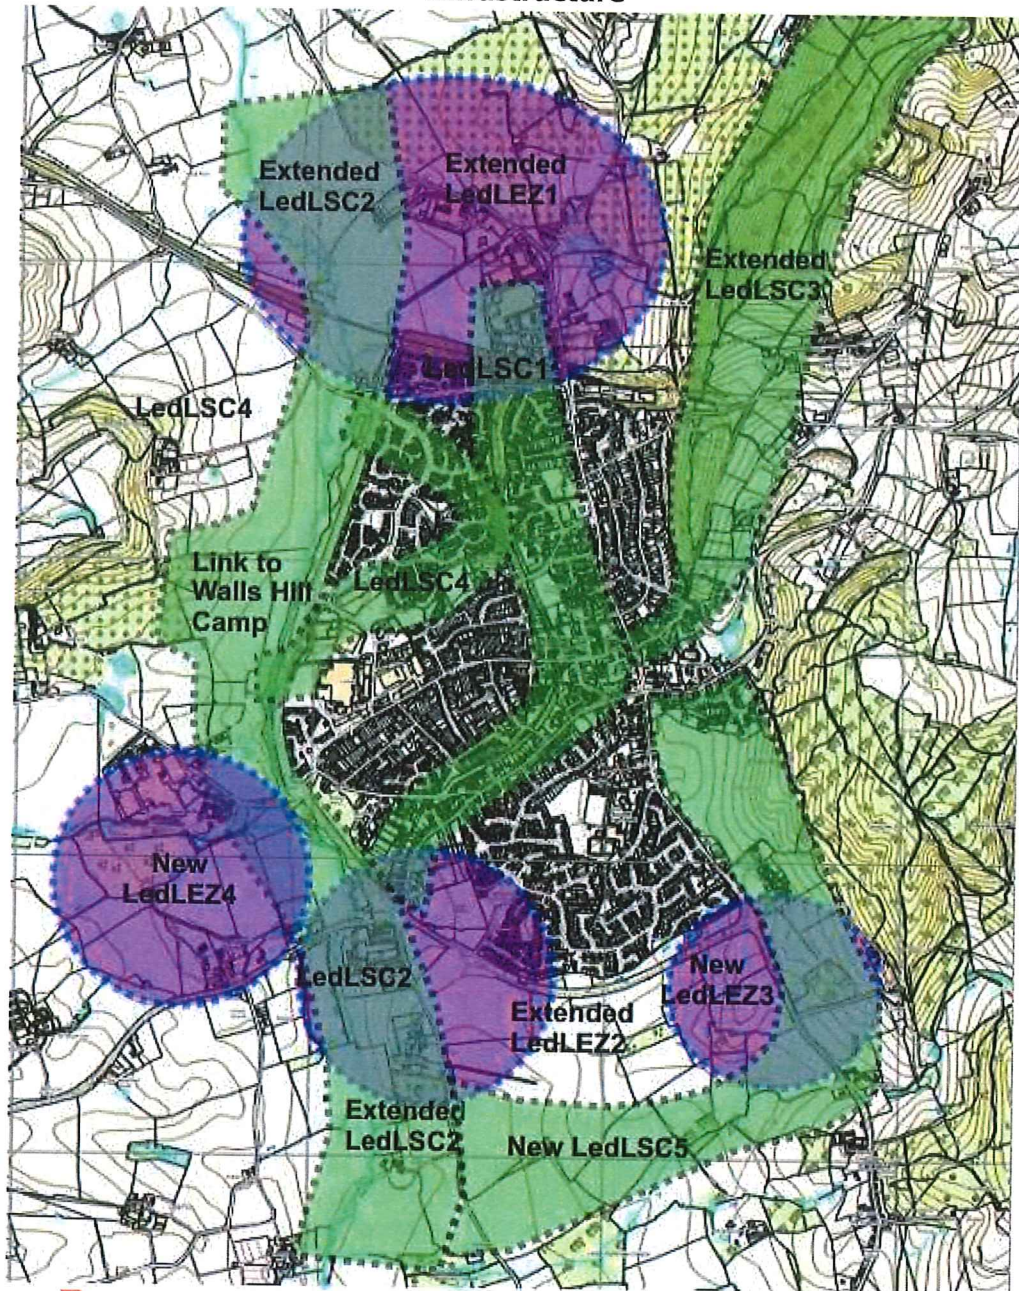 Extended
LedLSC2
Extended
LedLEZ1
Extended
LedLSC3
LedLSC1
LedLSC4
Link to
Walls Hill
Camp
LedLSC4
New
LedLEZ4
LedLSC2
New
LedLEZ3
Extended
LedLEZ2
Extended
LedLSC2
New LedLSC5